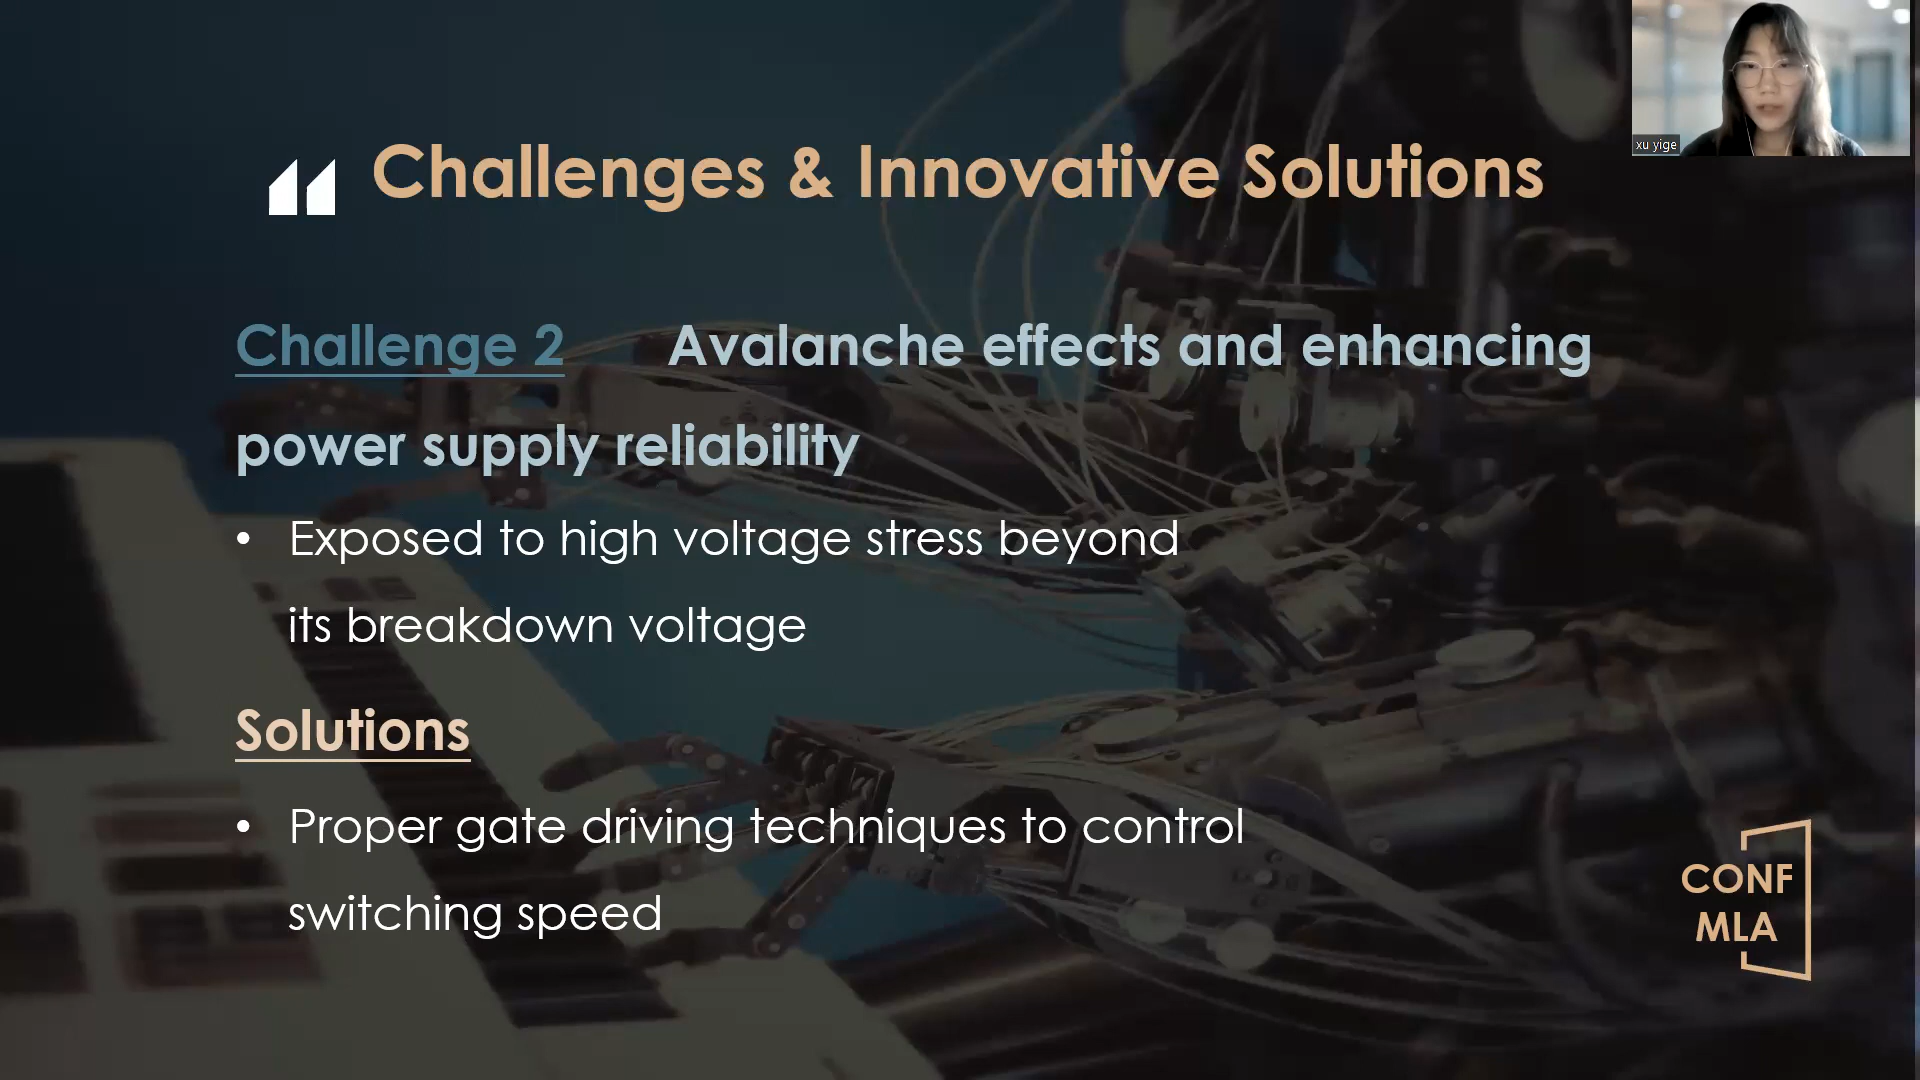 xu yige
Challenges & Innovative Solutions
Challenge 2 Avalanche effects and enhancing
power supply reliability
• Exposed to high voltage stress beyond
its breakdown voltage
Solutions
• Proper gate driving techniques to control
switching speed
CONF
MLA